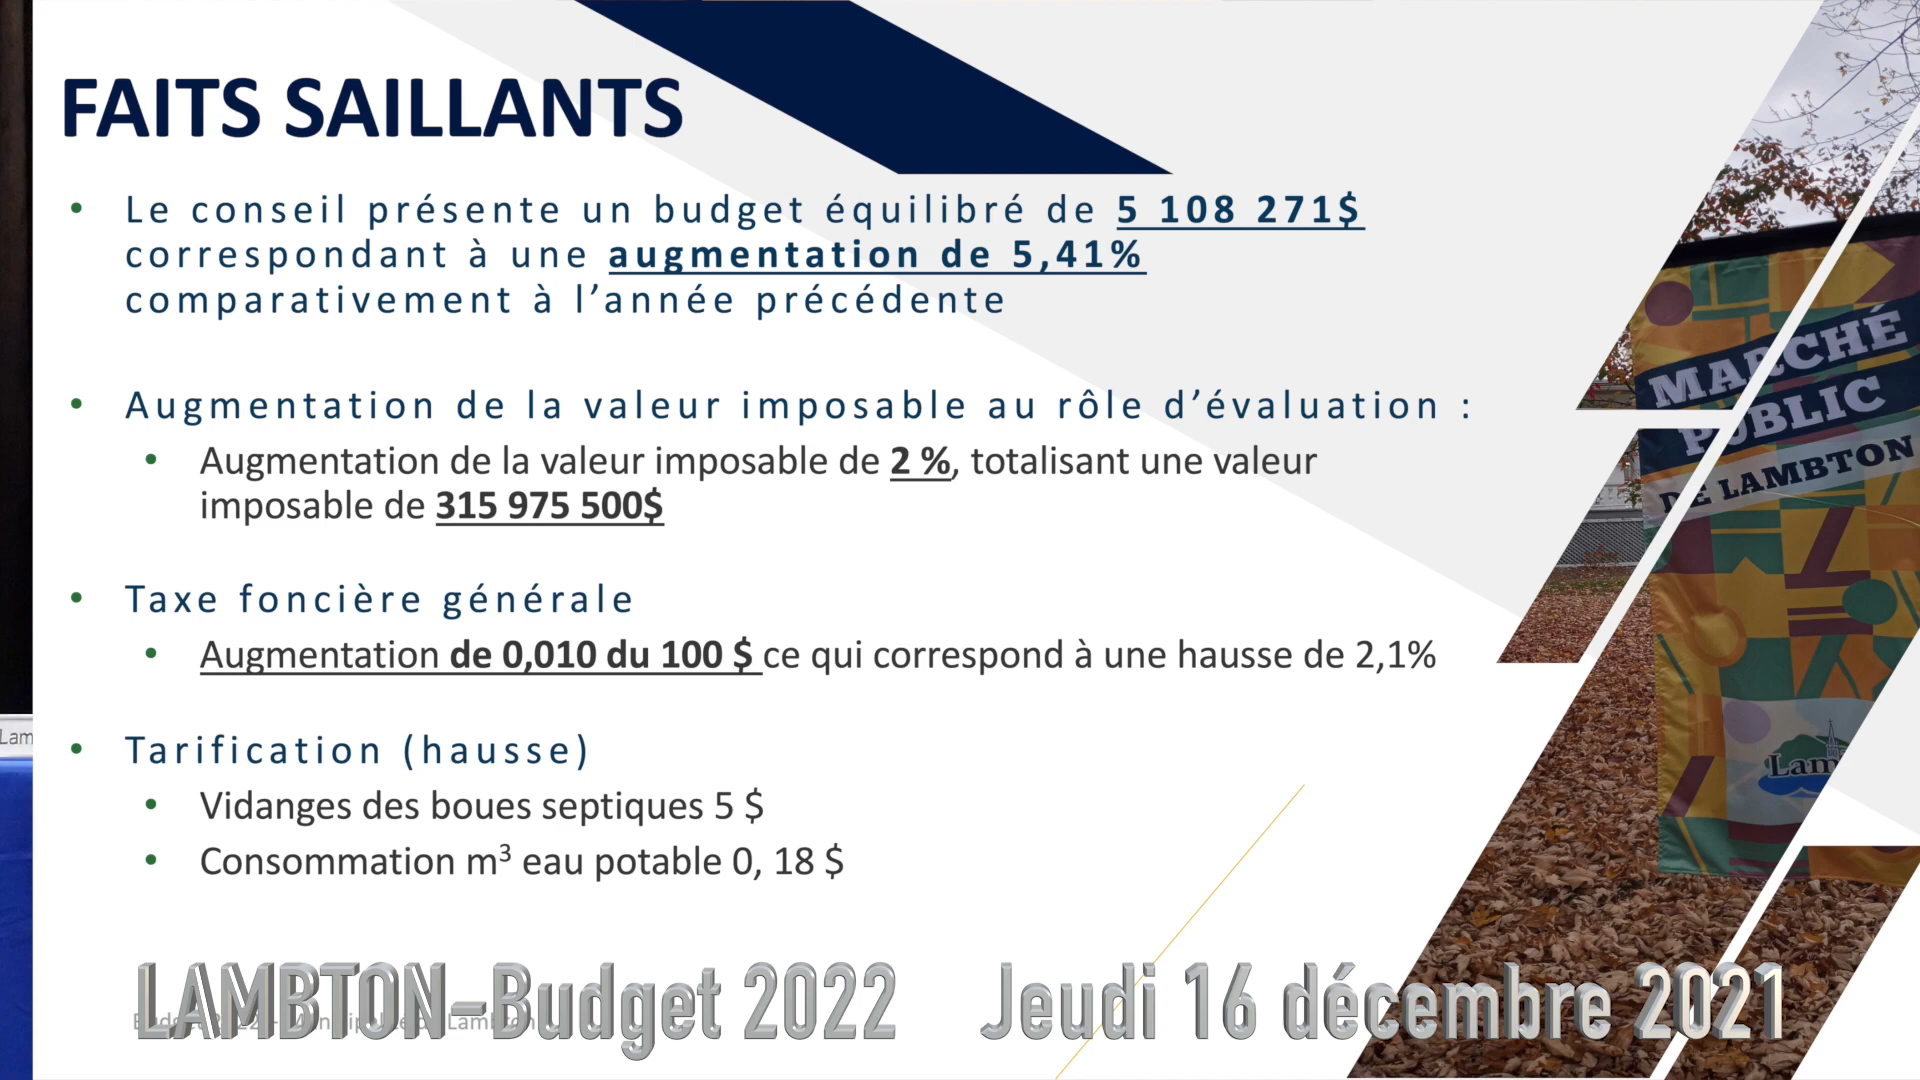 FAITS SAILLANTS
• Le conseil présente un budget équilibré de 5 108 271$
correspondant à une augmentation de 5,41%
comparativement à l’année précédente
• Augmentation de la valeur imposable au rôle d’évaluation :
• Augmentation de la valeur imposable de 2 %, totalisant une valeur
imposable de 315 975 500$
• Taxe foncière générale
• Augmentation de 0,010 du 100 $ ce qui correspond à une hausse de 2,1%
• Tarification (hausse)
• Vidanges des boues septiques 5 $
• Consommation m³ eau potable 0, 18 $
MARCHÉ
PUBLIC
DE LAMBTON
Lam
Lam
LAMBTON-Budget 2022 Jeudi 16 décembre 2021